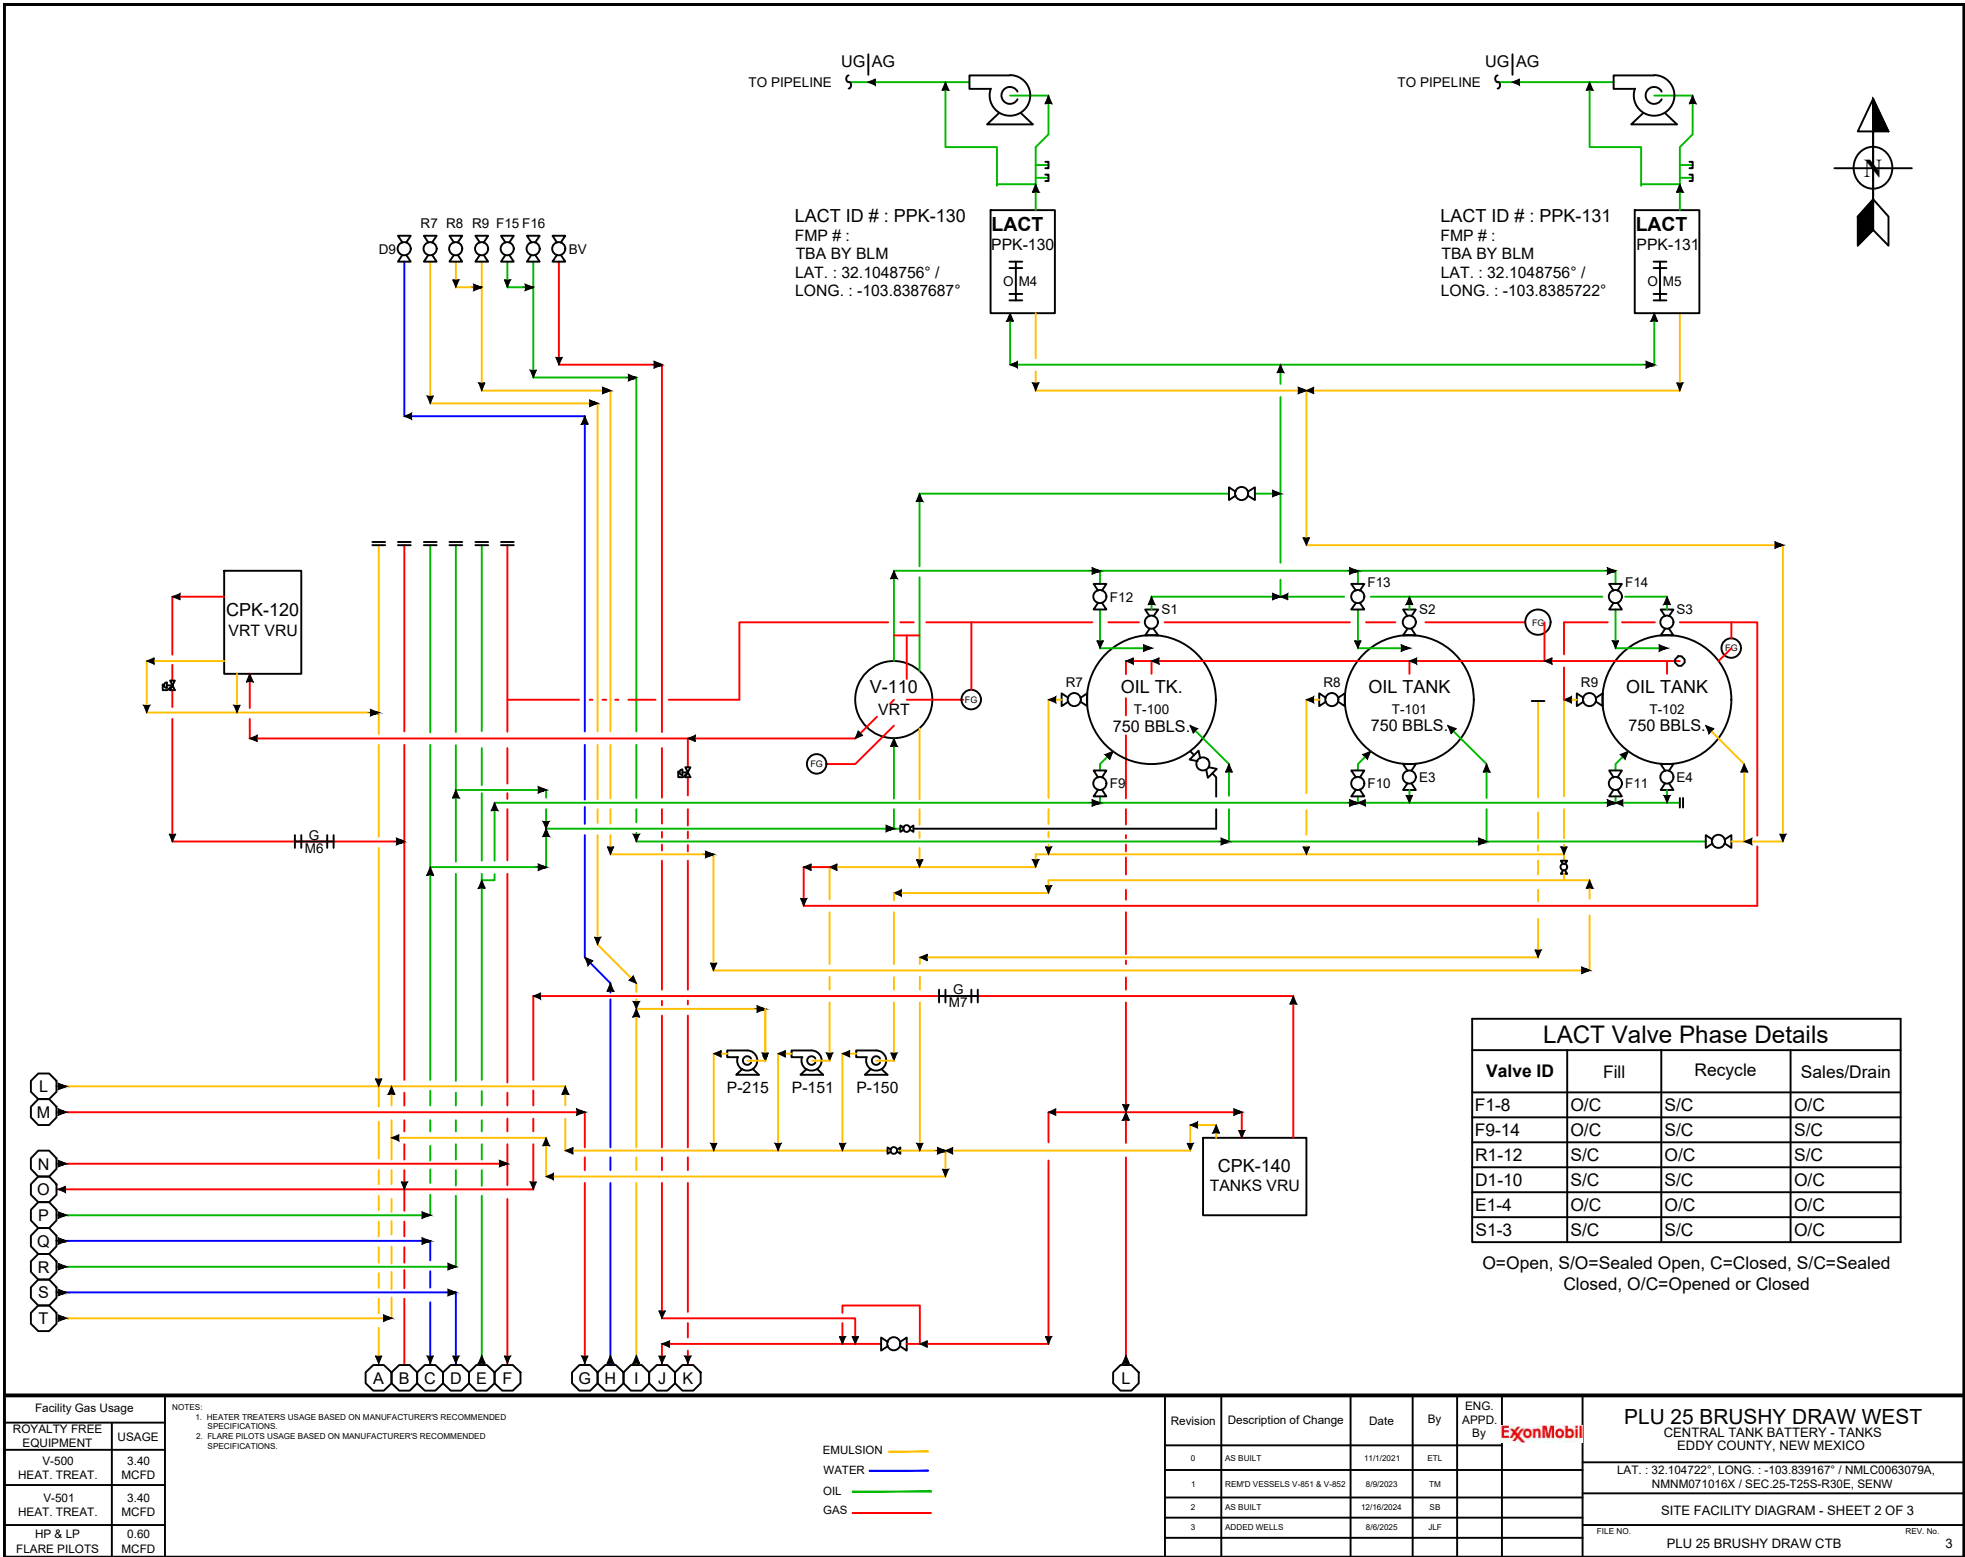 UG|AG
TO PIPELINE
UG|AG
TO PIPELINE
N
LACT ID # : PPK-130
FMP # :
TBA BY BLM
LAT. : 32.1048756° /
LONG. : -103.8387687°
LACT
PPK-130
O M4
LACT ID # : PPK-131
FMP # :
TBA BY BLM
LAT. : 32.1048756° /
LONG. : -103.8385722°
LACT
PPK-131
O M5
D9 R7 R8 R9 F15 F16 BV
CPK-120
VRT VRU
F12
S1
F13
S2
F14
S3
FG
FG
FG
FG
V-110
VRT
R7
OIL TK.
T-100
750 BBLS.
R8
OIL TANK
T-101
750 BBLS.
R9
OIL TANK
T-102
750 BBLS.
F9
F10
E3
F11
E4
G
M6
G
M7
P-215
P-151
P-150
CPK-140
TANKS VRU
L
M
N
O
P
Q
R
S
T
A B C D E F G H I J K L
LACT Valve Phase Details
Valve ID Fill Recycle Sales/Drain
F1-8 O/C S/C O/C
F9-14 O/C S/C S/C
R1-12 S/C O/C S/C
D1-10 S/C S/C O/C
E1-4 O/C O/C O/C
S1-3 S/C S/C O/C
O=Open, S/O=Sealed Open, C=Closed, S/C=Sealed
Closed, O/C=Opened or Closed
Facility Gas Usage
ROYALTY FREE
EQUIPMENT
USAGE
V-500
HEAT. TREAT.
3.40
MCFD
V-501
HEAT. TREAT.
3.40
MCFD
HP & LP
FLARE PILOTS
0.60
MCFD
NOTES:
1. HEATER TREATERS USAGE BASED ON MANUFACTURER'S RECOMMENDED
SPECIFICATIONS.
2. FLARE PILOTS USAGE BASED ON MANUFACTURER'S RECOMMENDED
SPECIFICATIONS.
EMULSION
WATER
OIL
GAS
Revision Description of Change Date By
ENG.
APPD.
By
0 AS BUILT 11/1/2021 ETL
1 REM'D VESSELS V-851 & V-852 8/9/2023 TM
2 AS BUILT 12/16/2024 SB
3 ADDED WELLS 8/6/2025 JLF
ExxonMobil
PLU 25 BRUSHY DRAW WEST
CENTRAL TANK BATTERY - TANKS
EDDY COUNTY, NEW MEXICO
LAT. : 32.104722°, LONG. : -103.839167° / NMLC0063079A,
NMNM071016X / SEC.25-T25S-R30E, SENW
SITE FACILITY DIAGRAM - SHEET 2 OF 3
FILE NO. REV. No.
PLU 25 BRUSHY DRAW CTB 3